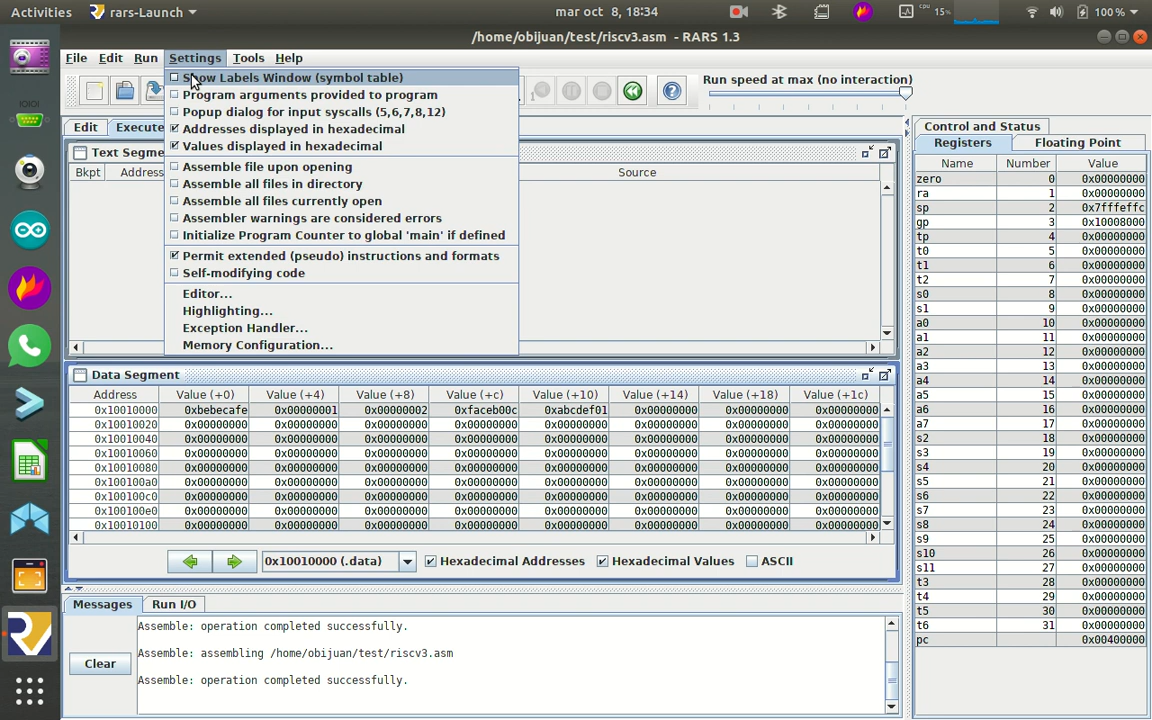 Activities rars-Launch mar oct 8, 18:34 cpu 15% 100%
/home/obijuan/test/riscv3.asm - RARS 1.3
File Edit Run Settings Tools Help
Show Labels Window (symbol table)
Program arguments provided to program
Popup dialog for input syscalls (5,6,7,8,12)
Addresses displayed in hexadecimal
Values displayed in hexadecimal
Assemble file upon opening
Assemble all files in directory
Assemble all files currently open
Assembler warnings are considered errors
Initialize Program Counter to global 'main' if defined
Permit extended (pseudo) instructions and formats
Self-modifying code
Editor...
Highlighting...
Exception Handler...
Memory Configuration...
Run speed at max (no interaction)
Edit Execute
Text Segme
Bkpt Address Source
Data Segment
Address Value (+0) Value (+4) Value (+8) Value (+c) Value (+10) Value (+14) Value (+18) Value (+1c)
0x10010000 0xbebecafe 0x00000001 0x00000002 0xfaceb00c 0xabcdef01 0x00000000 0x00000000 0x00000000
0x10010020 0x00000000 0x00000000 0x00000000 0x00000000 0x00000000 0x00000000 0x00000000 0x00000000
0x10010040 0x00000000 0x00000000 0x00000000 0x00000000 0x00000000 0x00000000 0x00000000 0x00000000
0x10010060 0x00000000 0x00000000 0x00000000 0x00000000 0x00000000 0x00000000 0x00000000 0x00000000
0x10010080 0x00000000 0x00000000 0x00000000 0x00000000 0x00000000 0x00000000 0x00000000 0x00000000
0x100100a0 0x00000000 0x00000000 0x00000000 0x00000000 0x00000000 0x00000000 0x00000000 0x00000000
0x100100c0 0x00000000 0x00000000 0x00000000 0x00000000 0x00000000 0x00000000 0x00000000 0x00000000
0x100100e0 0x00000000 0x00000000 0x00000000 0x00000000 0x00000000 0x00000000 0x00000000 0x00000000
0x10010100 0x00000000 0x00000000 0x00000000 0x00000000 0x00000000 0x00000000 0x00000000 0x00000000
0x10010000 (.data) Hexadecimal Addresses Hexadecimal Values ASCII
Messages Run I/O
Assemble: operation completed successfully.
Assemble: assembling /home/obijuan/test/riscv3.asm
Clear
Assemble: operation completed successfully.
Control and Status
Registers Floating Point
Name Number Value
zero 0 0x00000000
ra 1 0x00000000
sp 2 0x7fffeffc
gp 3 0x10008000
tp 4 0x00000000
t0 5 0x00000000
t1 6 0x00000000
t2 7 0x00000000
s0 8 0x00000000
s1 9 0x00000000
a0 10 0x00000000
a1 11 0x00000000
a2 12 0x00000000
a3 13 0x00000000
a4 14 0x00000000
a5 15 0x00000000
a6 16 0x00000000
a7 17 0x00000000
s2 18 0x00000000
s3 19 0x00000000
s4 20 0x00000000
s5 21 0x00000000
s6 22 0x00000000
s7 23 0x00000000
s8 24 0x00000000
s9 25 0x00000000
s10 26 0x00000000
s11 27 0x00000000
t3 28 0x00000000
t4 29 0x00000000
t5 30 0x00000000
t6 31 0x00000000
pc 0x00400000